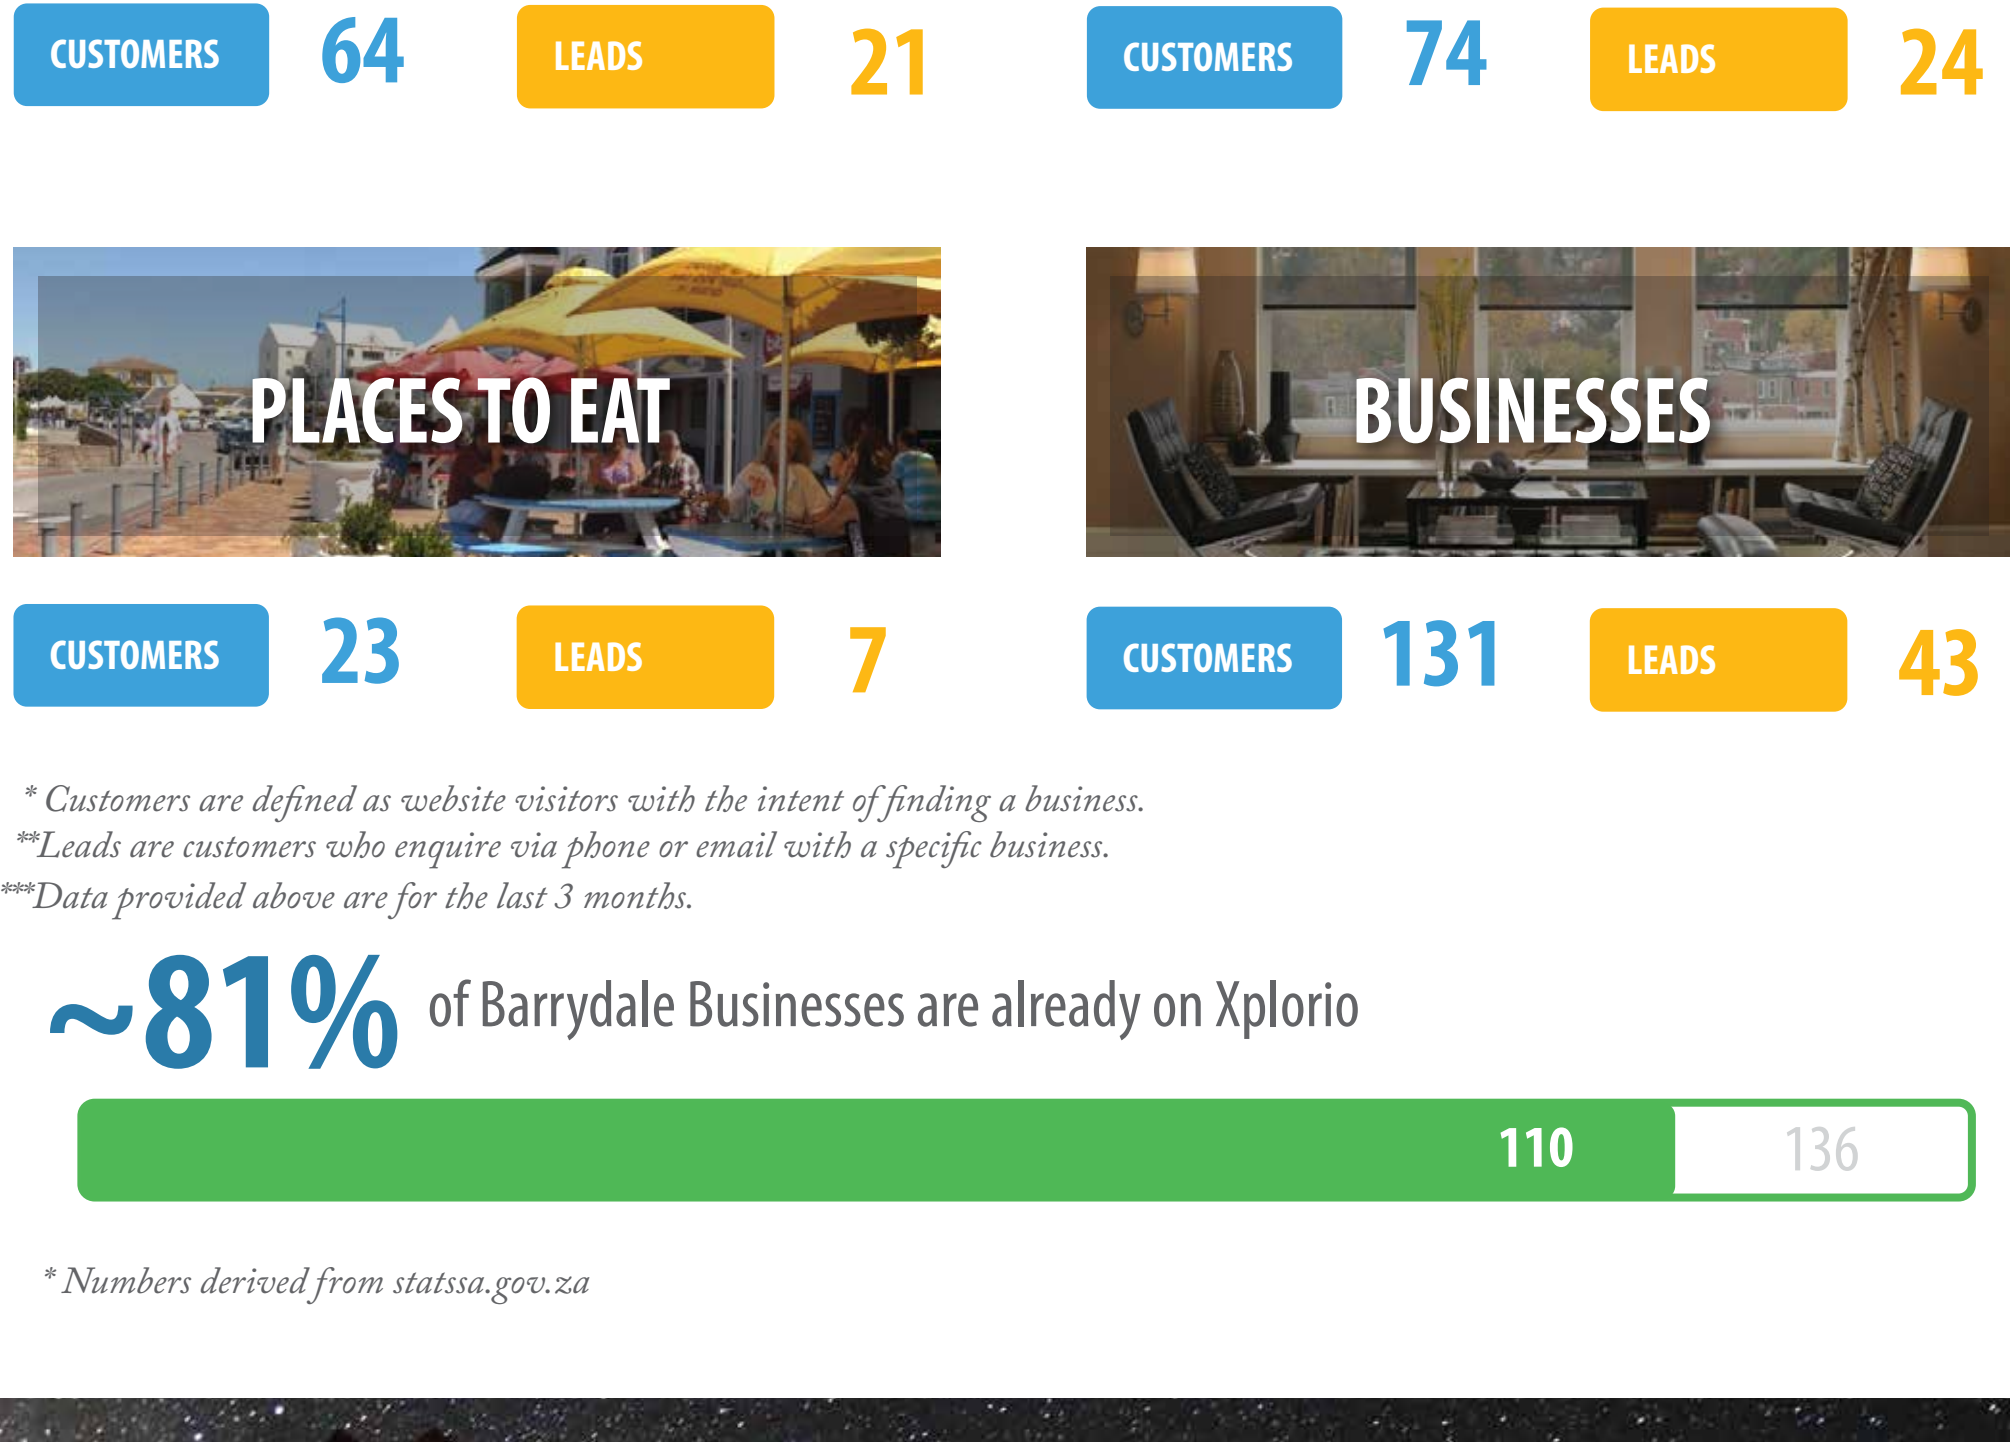 CUSTOMERS 64 LEADS 21 CUSTOMERS 74 LEADS 24
PLACES TO EAT
BUSINESSES
CUSTOMERS 23 LEADS 7 CUSTOMERS 131 LEADS 43
* Customers are defined as website visitors with the intent of finding a business.
**Leads are customers who enquire via phone or email with a specific business.
***Data provided above are for the last 3 months.
~81% of Barrydale Businesses are already on Xplorio
110 136
* Numbers derived from statssa.gov.za